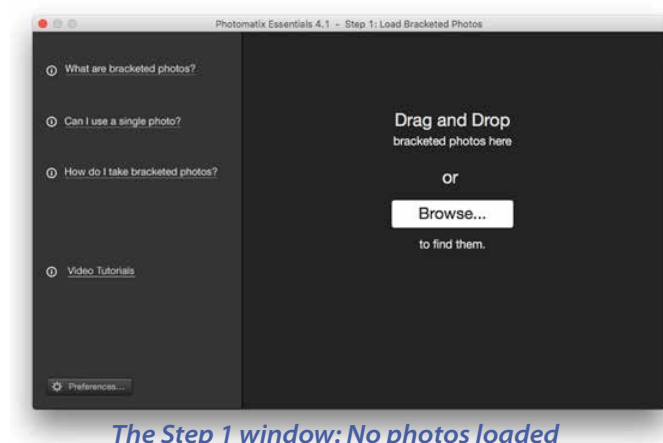 Photomatix Essentials 4.1 - Step 1: Load Bracketed Photos
What are bracketed photos?
Can I use a single photo?
How do I take bracketed photos?
Video Tutorials
Preferences...
Drag and Drop
bracketed photos here
or
Browse...
to find them.
The Step 1 window: No photos loaded